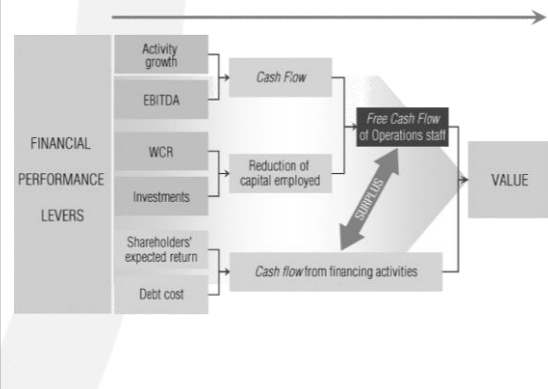 FINANCIAL
PERFORMANCE
LEVERS
Activity
growth
EBITDA
WCR
Investments
Shareholders'
expected return
Debt cost
Cash Flow
Reduction of
capital employed
Cash flow from financing activities
Free Cash Flow
of Operations staff
SURPLUS
VALUE